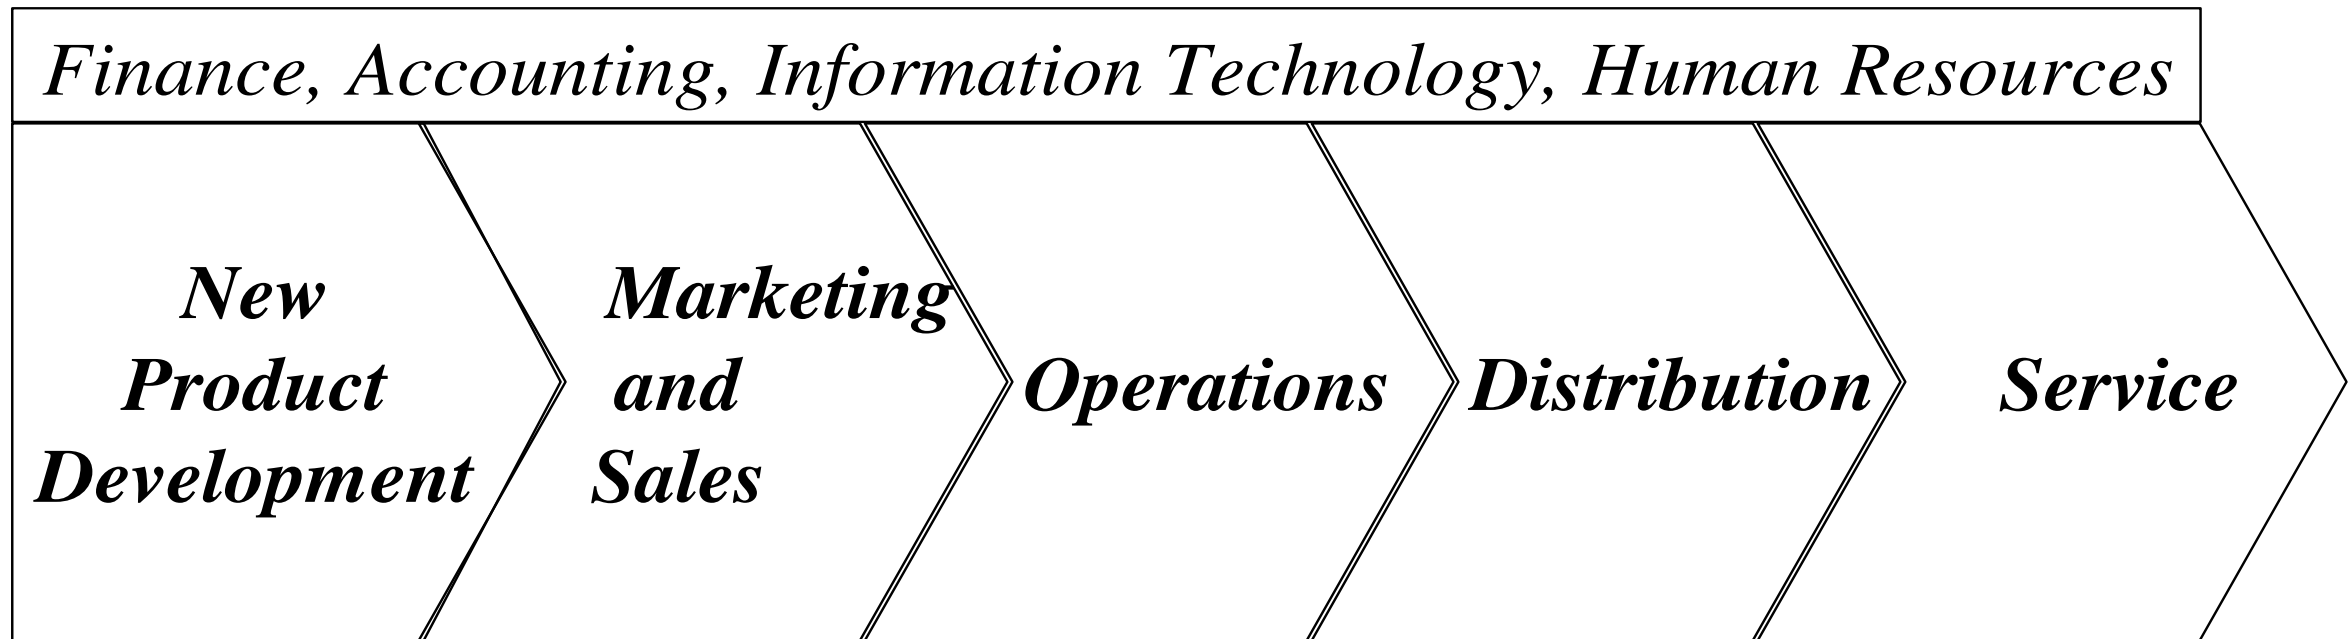 Finance, Accounting, Information Technology, Human Resources
New
Product
Development
Marketing
and
Sales
Operations
Distribution
Service